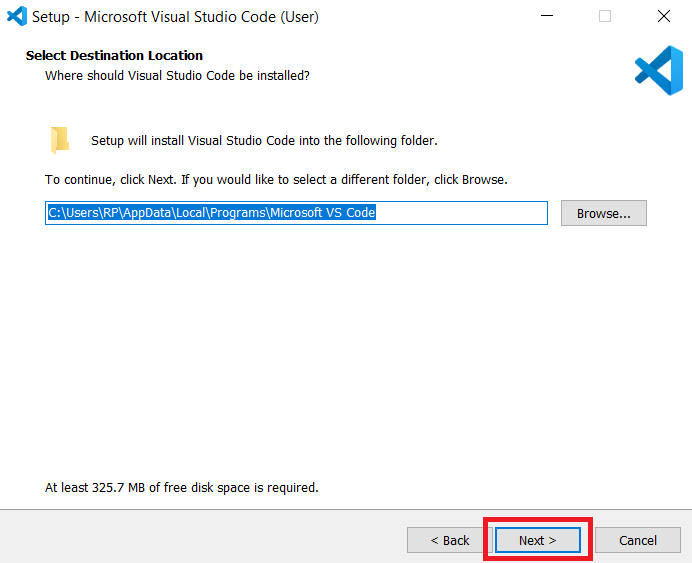 Setup - Microsoft Visual Studio Code (User)
Select Destination Location
Where should Visual Studio Code be installed?
Setup will install Visual Studio Code into the following folder.
To continue, click Next. If you would like to select a different folder, click Browse.
C:\Users\RP\AppData\Local\Programs\Microsoft VS Code
Browse...
At least 325.7 MB of free disk space is required.
< Back
Next >
Cancel